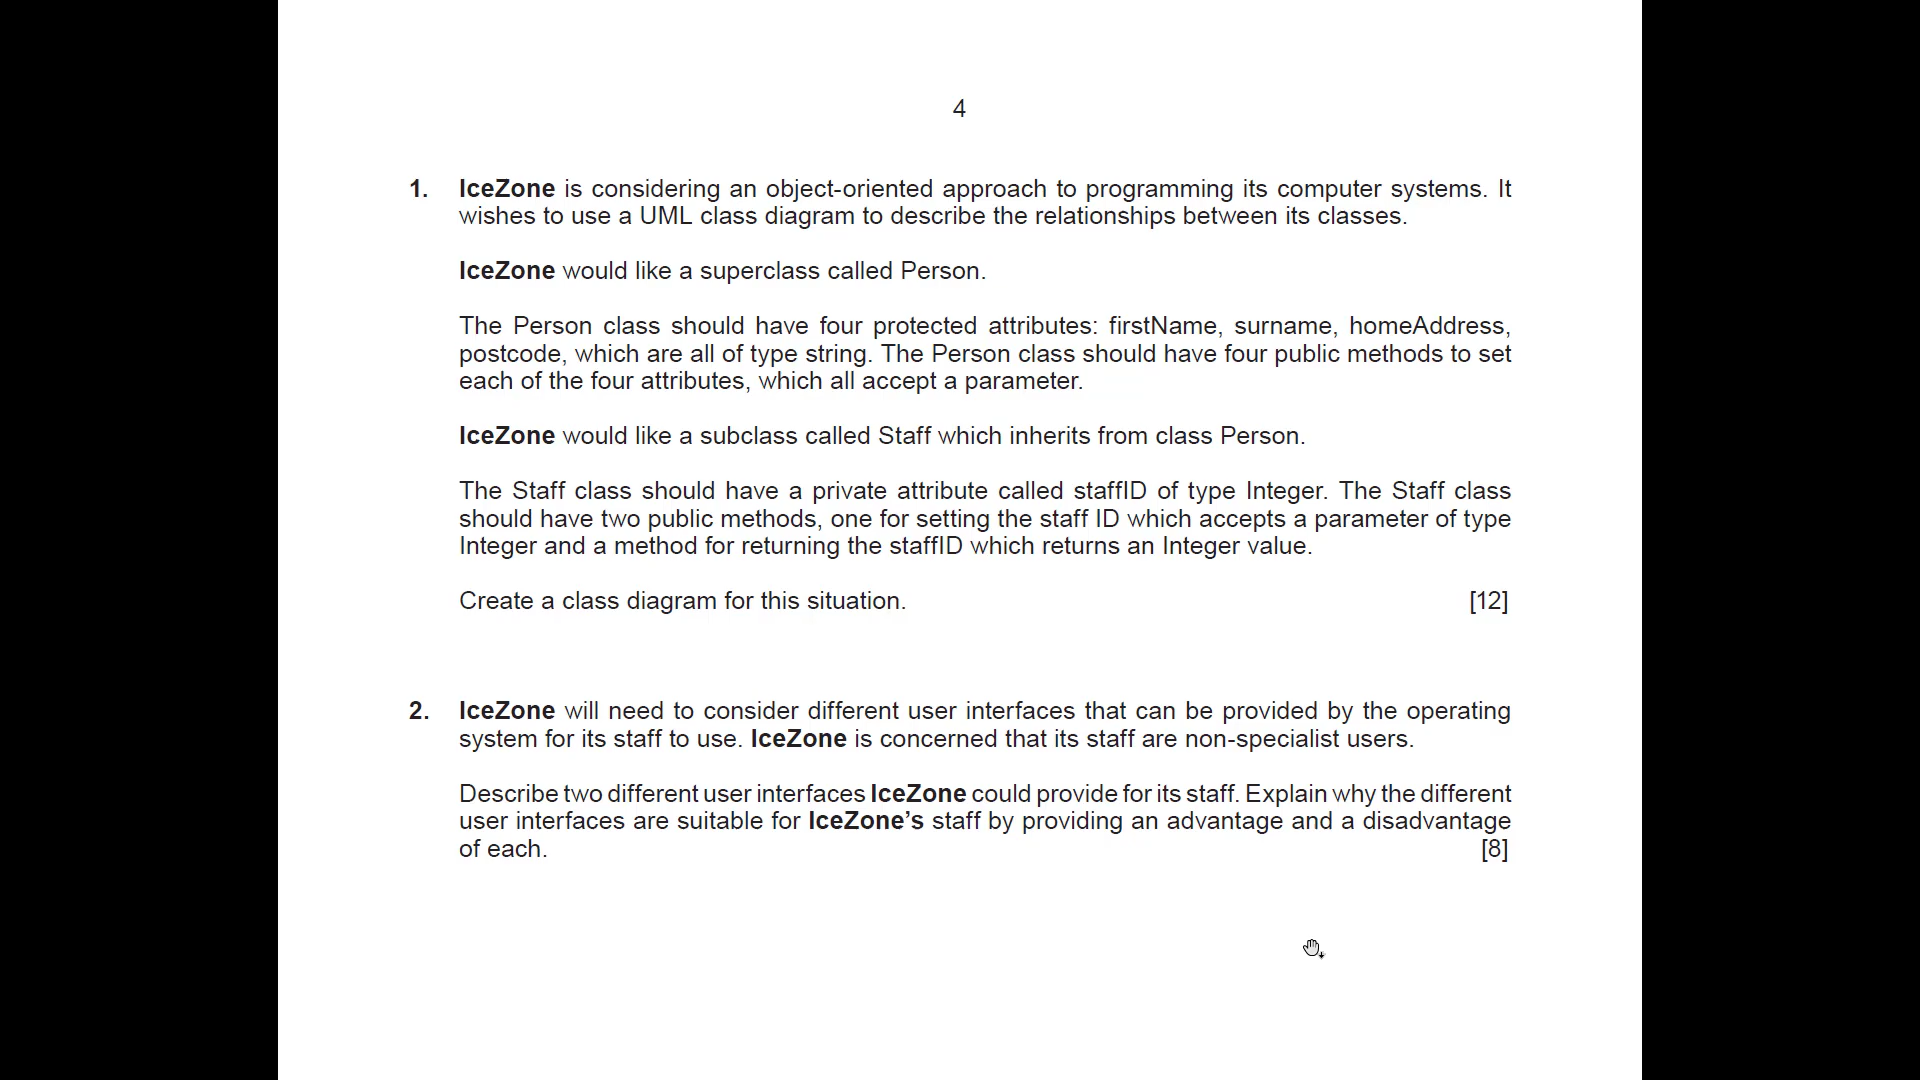 4
1. IceZone is considering an object-oriented approach to programming its computer systems. It
wishes to use a UML class diagram to describe the relationships between its classes.
IceZone would like a superclass called Person.
The Person class should have four protected attributes: firstName, surname, homeAddress,
postcode, which are all of type string. The Person class should have four public methods to set
each of the four attributes, which all accept a parameter.
IceZone would like a subclass called Staff which inherits from class Person.
The Staff class should have a private attribute called staffID of type Integer. The Staff class
should have two public methods, one for setting the staff ID which accepts a parameter of type
Integer and a method for returning the staffID which returns an Integer value.
Create a class diagram for this situation. [12]
2. IceZone will need to consider different user interfaces that can be provided by the operating
system for its staff to use. IceZone is concerned that its staff are non-specialist users.
Describe two different user interfaces IceZone could provide for its staff. Explain why the different
user interfaces are suitable for IceZone's staff by providing an advantage and a disadvantage
of each. [8]